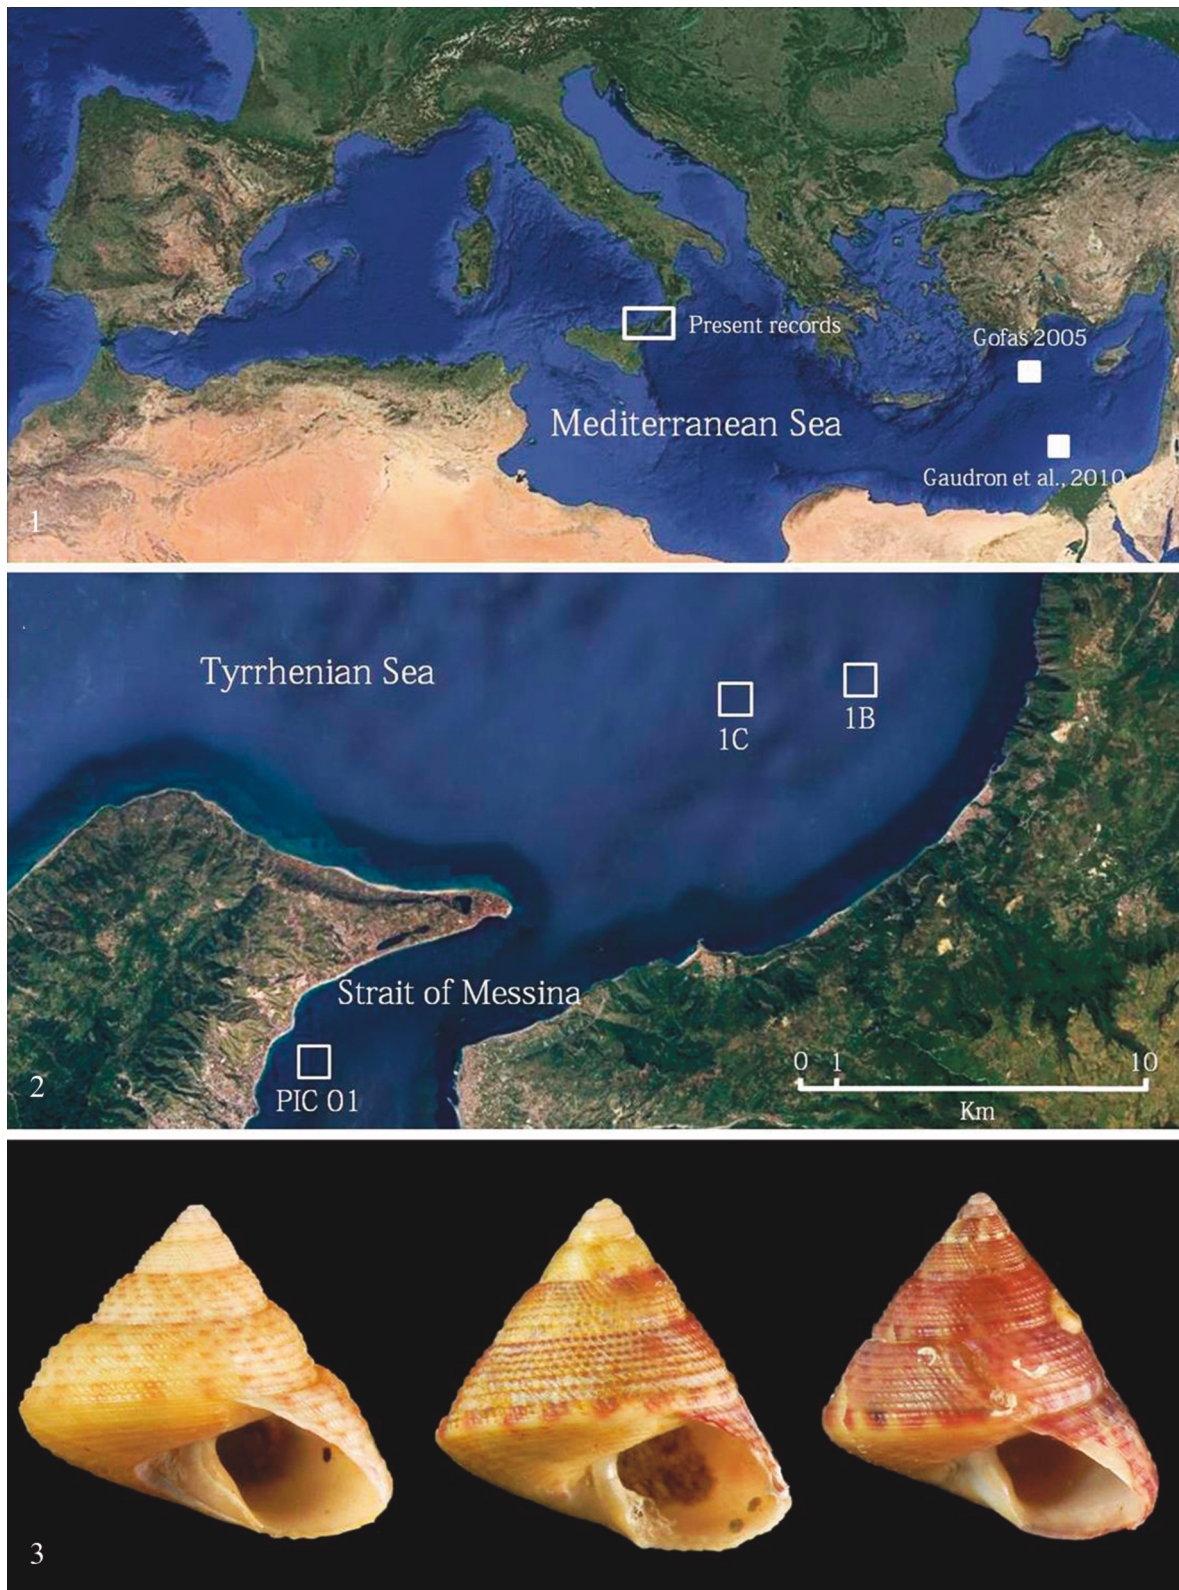 Present records
Gofas 2005
Mediterranean Sea
Gaudron et al., 2010
1
Tyrrhenian Sea
1C
1B
Strait of Messina
PIC 01
0 1 10
Km
2
3